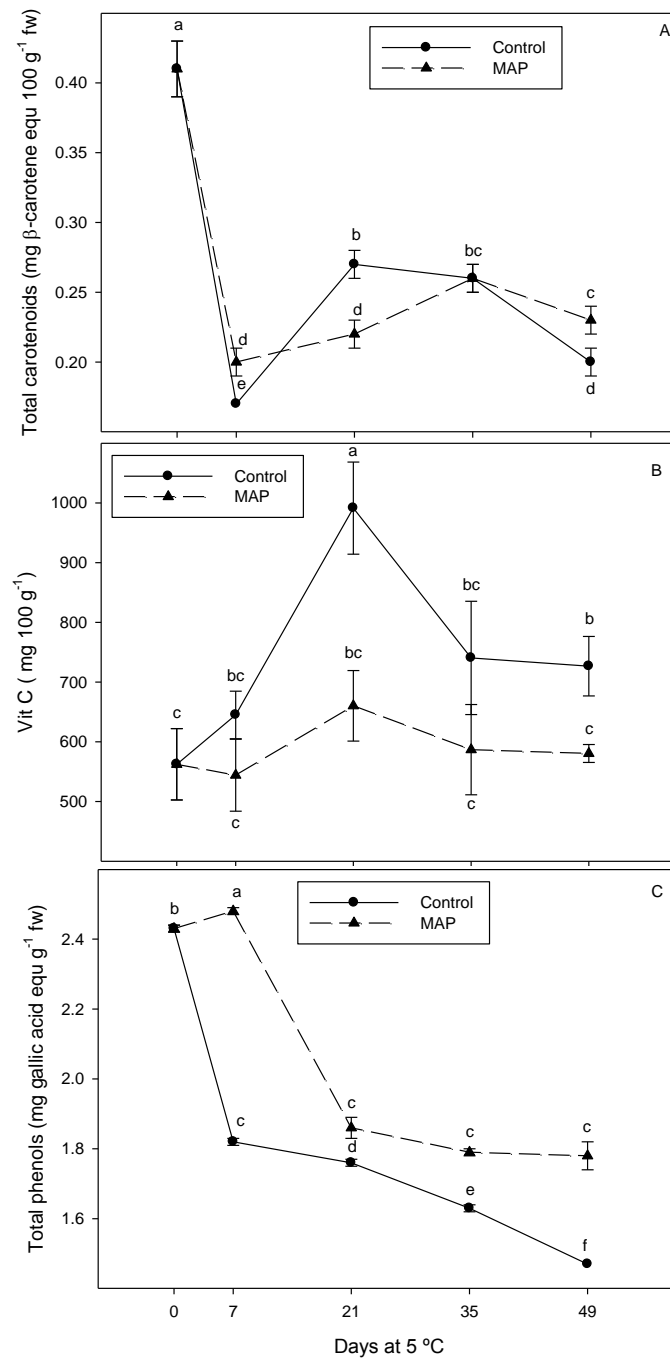 A
Control
MAP
Total carotenoids (mg β-carotene equ 100 g⁻¹ fw)
0.40
0.35
0.30
0.25
0.20
a
b
bc
c
d
d
e
d
B
Control
MAP
Vit C ( mg 100 g⁻¹)
1000
900
800
700
600
500
a
bc
b
bc
bc
c
c
c
c
C
Control
MAP
Total phenols (mg gallic acid equ g⁻¹ fw)
2.4
2.2
2.0
1.8
1.6
b
a
c
c
c
c
d
e
f
0 7 21 35 49
Days at 5 ºC